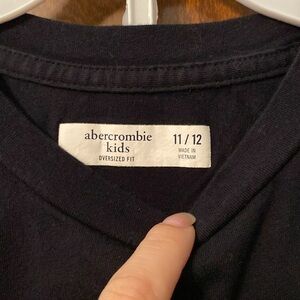 abercrombie
kids
OVERSIZED FIT
11 / 12
MADE IN
VIETNAM